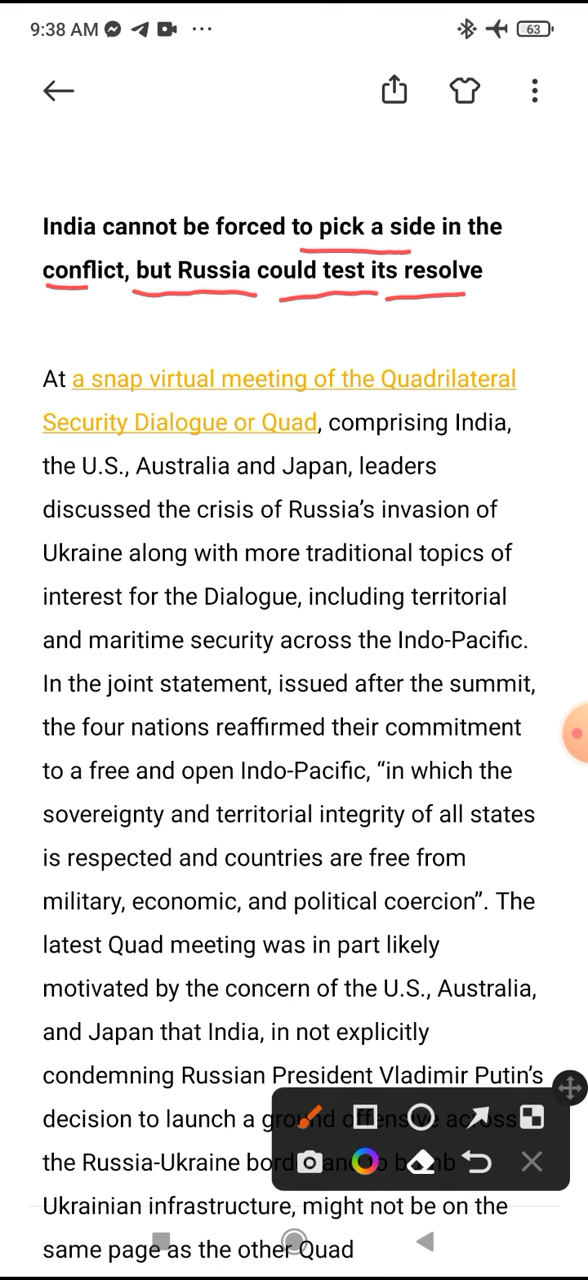 9:38 AM
63
India cannot be forced to pick a side in the
conflict, but Russia could test its resolve
At a snap virtual meeting of the Quadrilateral
Security Dialogue or Quad, comprising India,
the U.S., Australia and Japan, leaders
discussed the crisis of Russia’s invasion of
Ukraine along with more traditional topics of
interest for the Dialogue, including territorial
and maritime security across the Indo-Pacific.
In the joint statement, issued after the summit,
the four nations reaffirmed their commitment
to a free and open Indo-Pacific, “in which the
sovereignty and territorial integrity of all states
is respected and countries are free from
military, economic, and political coercion”. The
latest Quad meeting was in part likely
motivated by the concern of the U.S., Australia,
and Japan that India, in not explicitly
condemning Russian President Vladimir Putin’s
decision to launch a ground offensive across
the Russia-Ukraine border and to bomb
Ukrainian infrastructure, might not be on the
same page as the other Quad